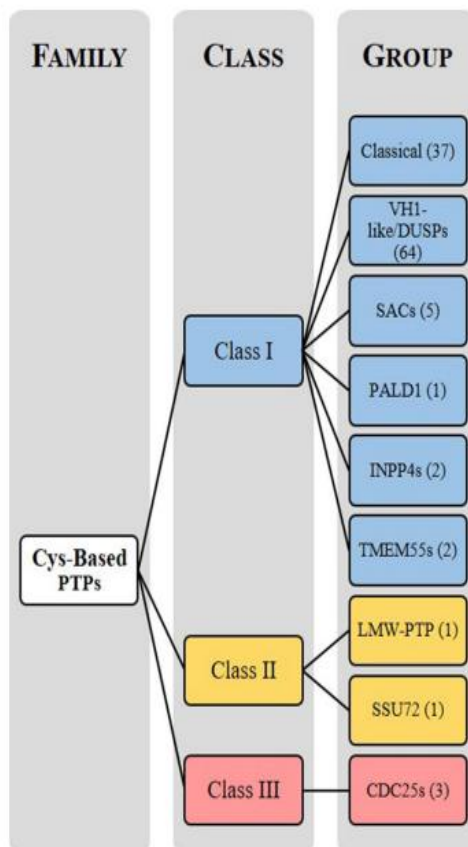 FAMILY
CLASS
GROUP
Classical (37)
VH1-
like/DUSPs
(64)
SACs (5)
Class I
PALD1 (1)
INPP4s (2)
TMEM55s (2)
Cys-Based
PTPs
LMW-PTP (1)
Class II
SSU72 (1)
Class III
CDC25s (3)